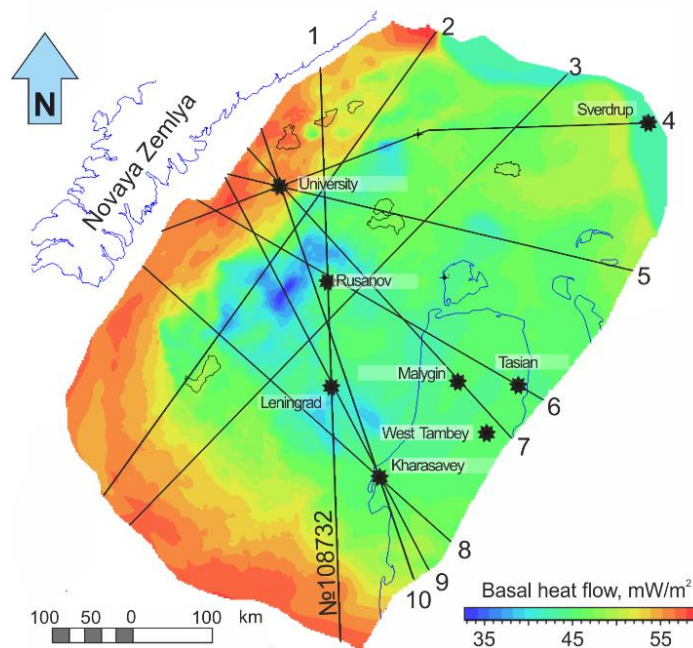 1
2
3
N
Sverdrup
4
Novaya Zemlya
University
5
Rusanov
Malygin
Tasian
Leningrad
6
West Tambey
7
Kharasavey
8
№108732
9
10
Basal heat flow, mW/m²
100 50 0 100 km
35 45 55